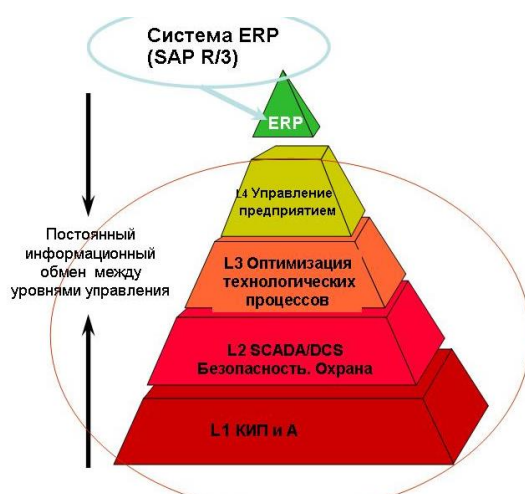 Система ERP
(SAP R/3)
ERP
L4 Управление
предприятием
Постоянный
информационный
обмен между
уровнями управления
L3 Оптимизация
технологических
процессов
L2 SCADA/DCS
Безопасность. Охрана
L1 КИП и А